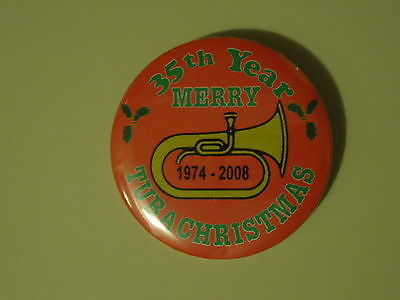 35th Year
MERRY
1974 - 2008
TUBACHRISTMAS